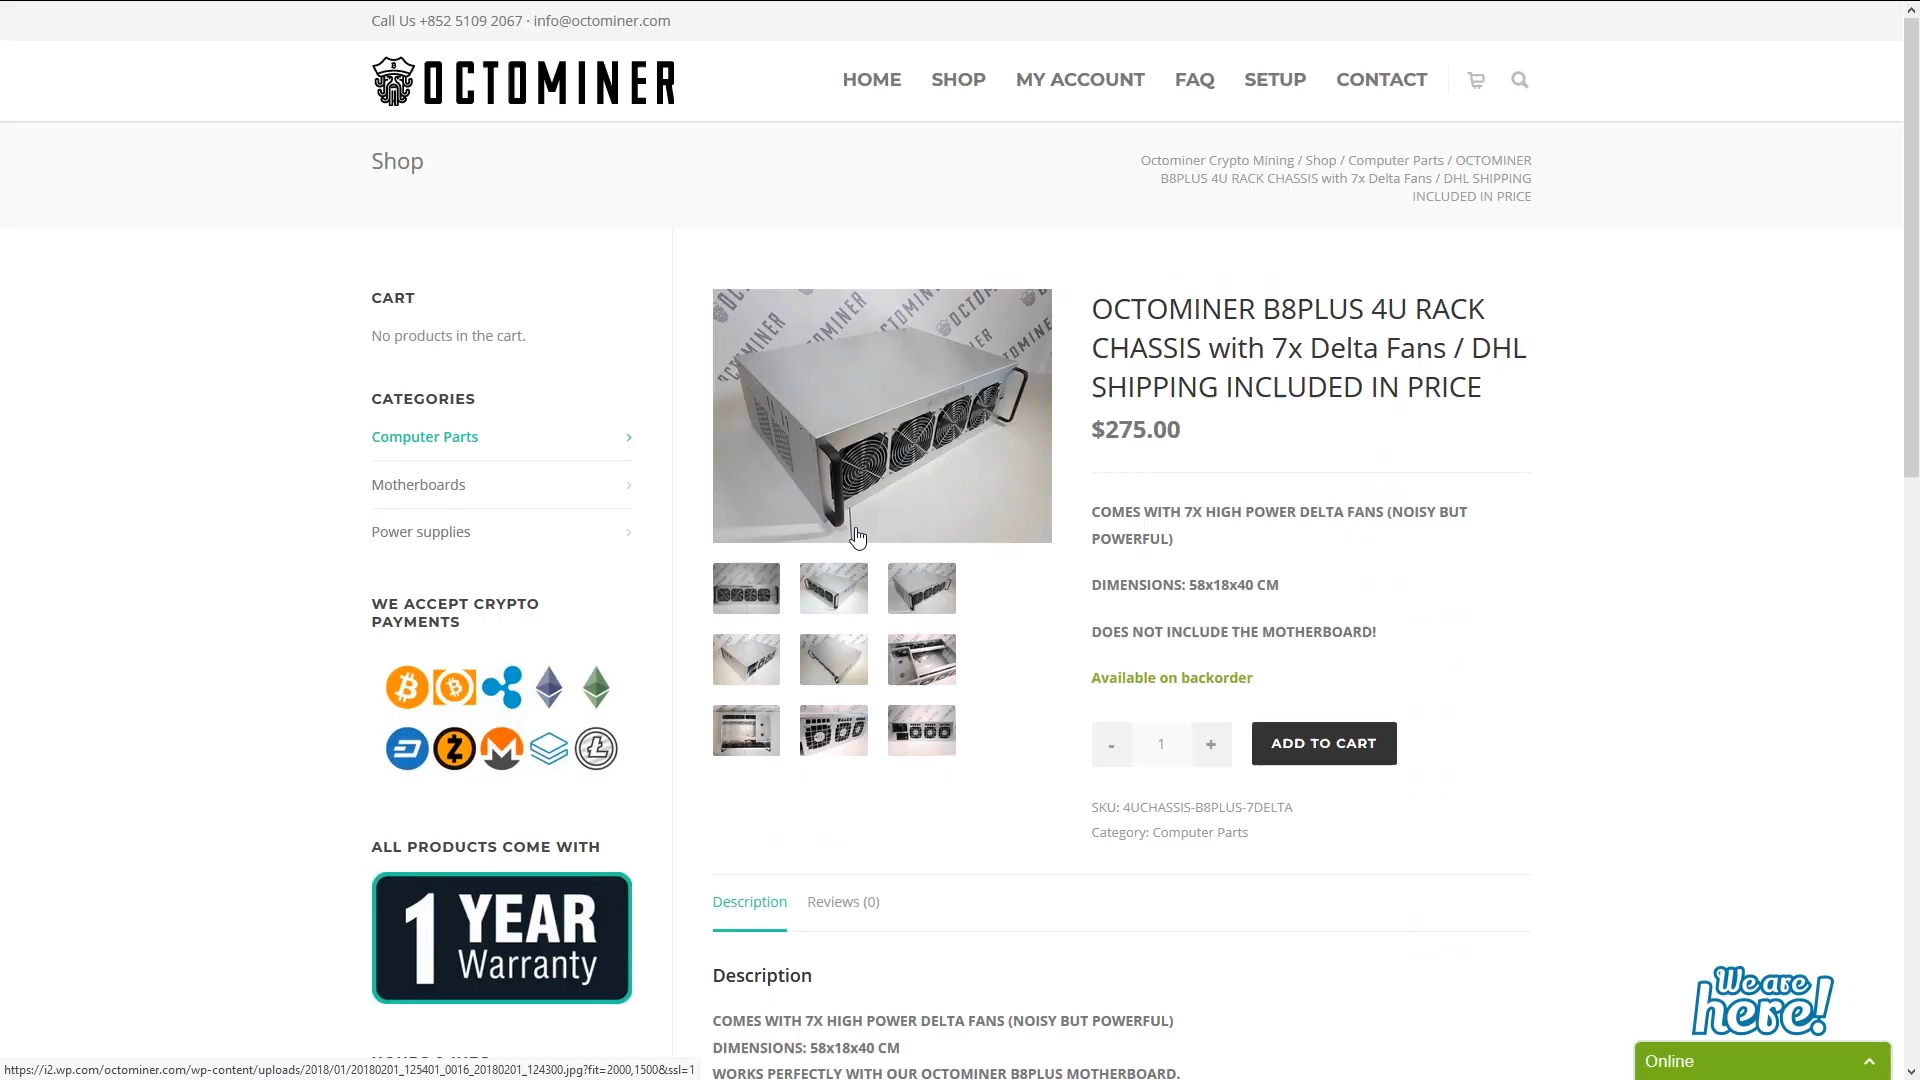 Call Us +852 5109 2067 · info@octominer.com
OCTOMINER
HOME SHOP MY ACCOUNT FAQ SETUP CONTACT
Shop
Octominer Crypto Mining / Shop / Computer Parts / OCTOMINER
B8PLUS 4U RACK CHASSIS with 7x Delta Fans / DHL SHIPPING
INCLUDED IN PRICE
CART
No products in the cart.
CATEGORIES
Computer Parts
Motherboards
Power supplies
WE ACCEPT CRYPTO
PAYMENTS
ALL PRODUCTS COME WITH
1 YEAR
Warranty
OCTOMINER
OCTOMINER B8PLUS 4U RACK
CHASSIS with 7x Delta Fans / DHL
SHIPPING INCLUDED IN PRICE
$275.00
COMES WITH 7X HIGH POWER DELTA FANS (NOISY BUT
POWERFUL)
DIMENSIONS: 58x18x40 CM
DOES NOT INCLUDE THE MOTHERBOARD!
Available on backorder
- 1 +
ADD TO CART
SKU: 4UCHASSIS-B8PLUS-7DELTA
Category: Computer Parts
Description Reviews (0)
Description
COMES WITH 7X HIGH POWER DELTA FANS (NOISY BUT POWERFUL)
DIMENSIONS: 58x18x40 CM
WORKS PERFECTLY WITH OUR OCTOMINER B8PLUS MOTHERBOARD.
We are
here!
Online
https://i2.wp.com/octominer.com/wp-content/uploads/2018/01/20180201_125401_0016_20180201_124300.jpg?fit=2000,1500&ssl=1